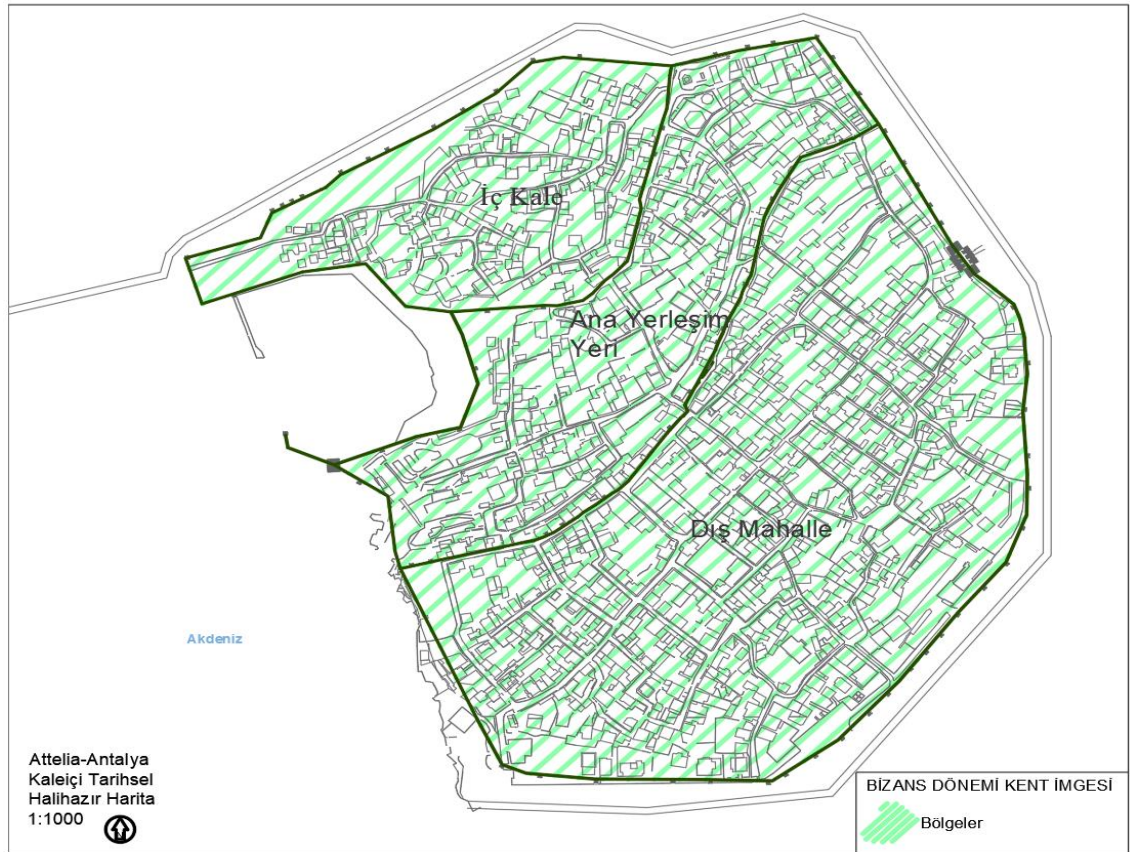 İç Kale
Ana Yerleşim
Yeri
Dış Mahalle
Akdeniz
Attelia-Antalya
Kaleiçi Tarihsel
Halihazır Harita
1:1000
BİZANS DÖNEMİ KENT İMGESİ
Bölgeler